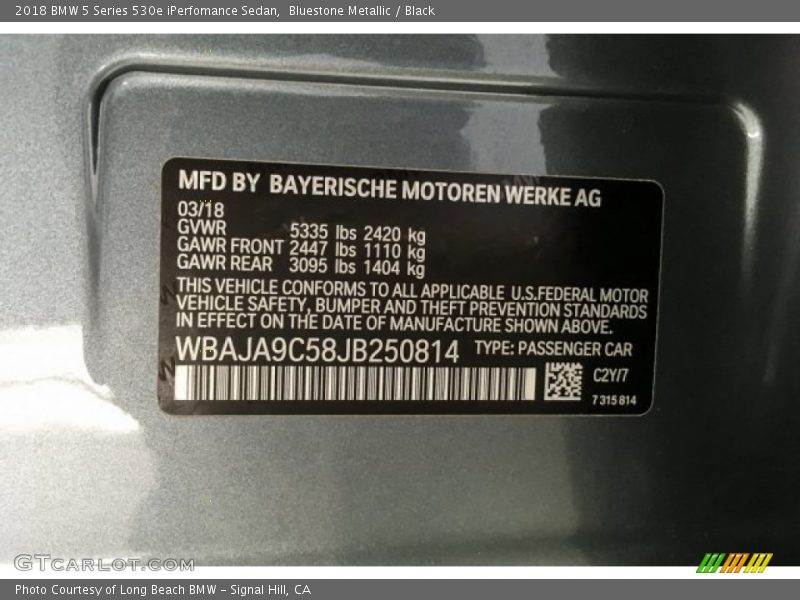 2018 BMW 5 Series 530e iPerfomance Sedan, Bluestone Metallic / Black
MFD BY BAYERISCHE MOTOREN WERKE AG
03/18
GVWR 5335 lbs 2420 kg
GAWR FRONT 2447 lbs 1110 kg
GAWR REAR 3095 lbs 1404 kg
THIS VEHICLE CONFORMS TO ALL APPLICABLE U.S.FEDERAL MOTOR
VEHICLE SAFETY, BUMPER AND THEFT PREVENTION STANDARDS
IN EFFECT ON THE DATE OF MANUFACTURE SHOWN ABOVE.
WBAJA9C58JB250814 TYPE: PASSENGER CAR
C2Y/7
7 315 814
GTCARLOT.COM
Photo Courtesy of Long Beach BMW - Signal Hill, CA